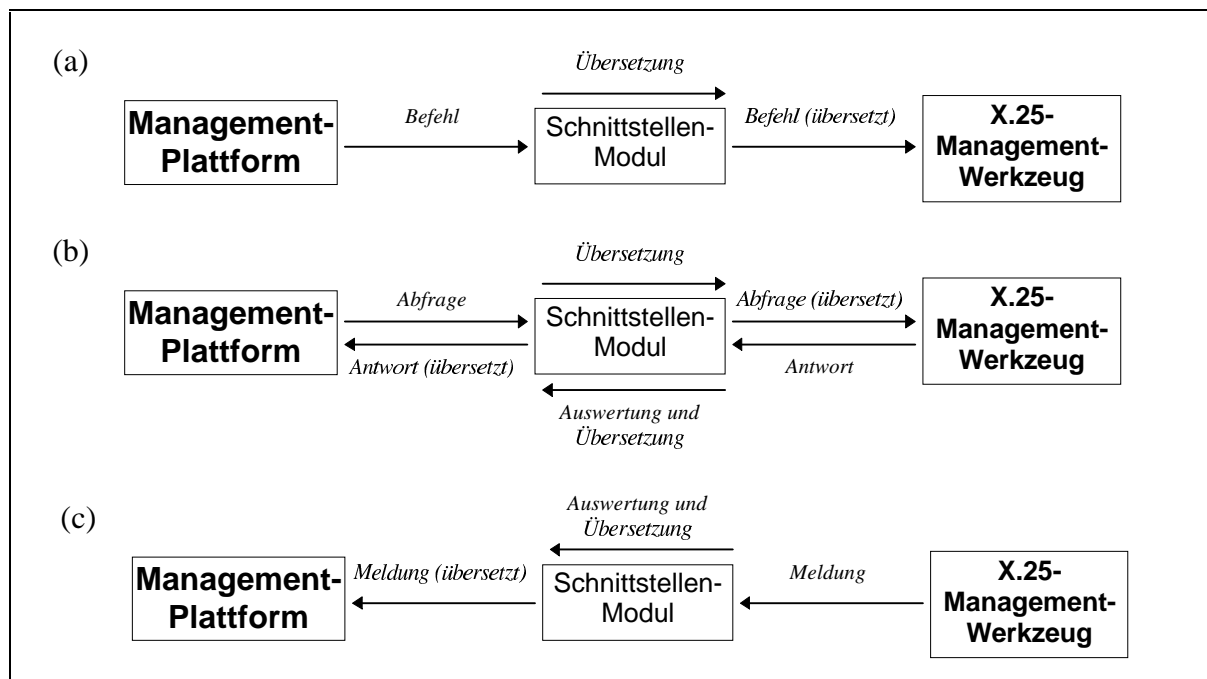 (a)
Übersetzung
Management-
Plattform
Befehl
Schnittstellen-
Modul
Befehl (übersetzt)
X.25-
Management-
Werkzeug
(b)
Übersetzung
Management-
Plattform
Abfrage
Antwort (übersetzt)
Schnittstellen-
Modul
Abfrage (übersetzt)
Antwort
X.25-
Management-
Werkzeug
Auswertung und
Übersetzung
(c)
Auswertung und
Übersetzung
Management-
Plattform
Meldung (übersetzt)
Schnittstellen-
Modul
Meldung
X.25-
Management-
Werkzeug